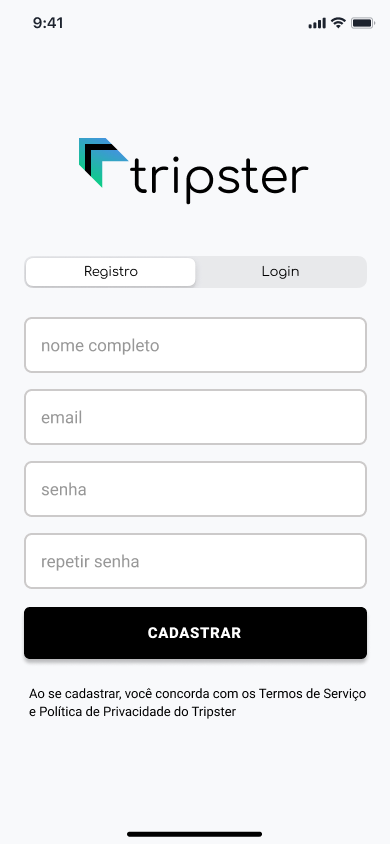 9:41
tripster
Registro
Login
nome completo
email
senha
repetir senha
CADASTRAR
Ao se cadastrar, você concorda com os Termos de Serviço
e Política de Privacidade do Tripster